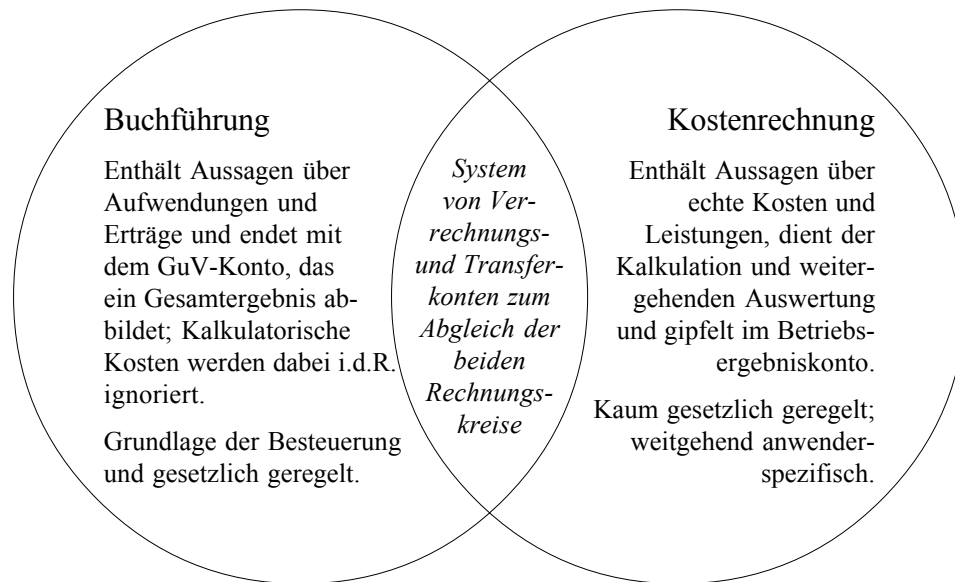 Buchführung
Enthält Aussagen über
Aufwendungen und
Erträge und endet mit
dem GuV-Konto, das
ein Gesamtergebnis ab-
bildet; Kalkulatorische
Kosten werden dabei i.d.R.
ignoriert.
Grundlage der Besteuerung
und gesetzlich geregelt.
System
von Ver-
rechnungs-
und Transfer-
konten zum
Abgleich der
beiden
Rechnungs-
kreise
Kostenrechnung
Enthält Aussagen über
echte Kosten und
Leistungen, dient der
Kalkulation und weiter-
gehenden Auswertung
und gipfelt im Betriebs-
ergebniskonto.
Kaum gesetzlich geregelt;
weitgehend anwender-
spezifisch.